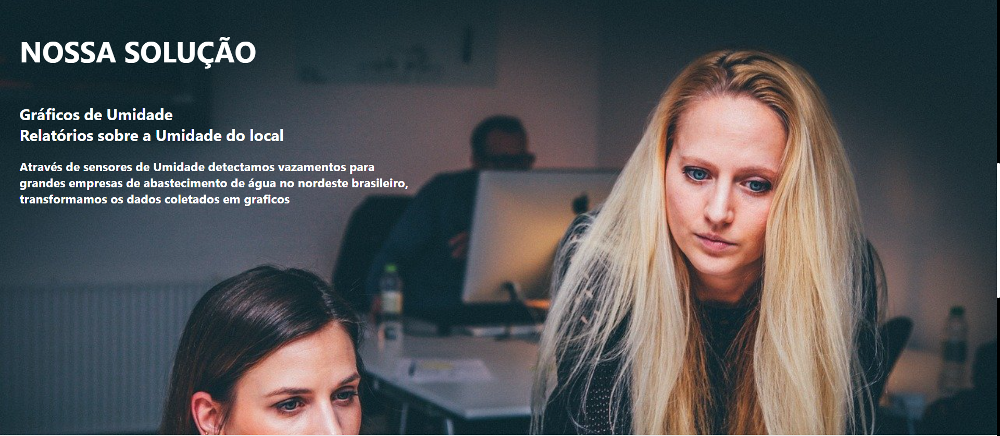 NOSSA SOLUÇÃO
Gráficos de Umidade
Relatórios sobre a Umidade do local
Através de sensores de Umidade detectamos vazamentos para
grandes empresas de abastecimento de água no nordeste brasileiro,
transformamos os dados coletados em graficos